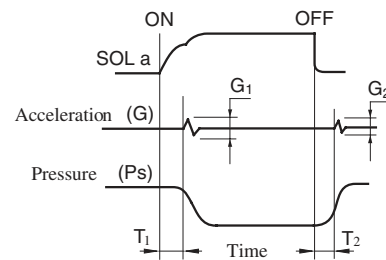 ON OFF
SOL a
G1 G2
Acceleration (G)
Pressure (Ps)
T1 Time T2